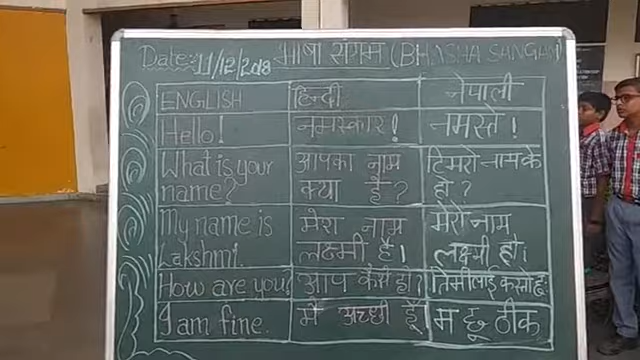 Date:- 11/12/2018 भाषा संगम (BHASHA SANGAM)
ENGLISH हिन्दी नेपाली
Hello! नमस्कार! नमस्ते!
What is your name? आपका नाम क्या है? टिमरो नाम के हो?
My name is Lakshmi. मेरा नाम लक्ष्मी है। मेरो नाम लक्ष्मी हो।
How are you? आप कैसी हो? तिमीलाई कस्तो छ?
I am fine. मैं अच्छी हूँ म छू ठीक